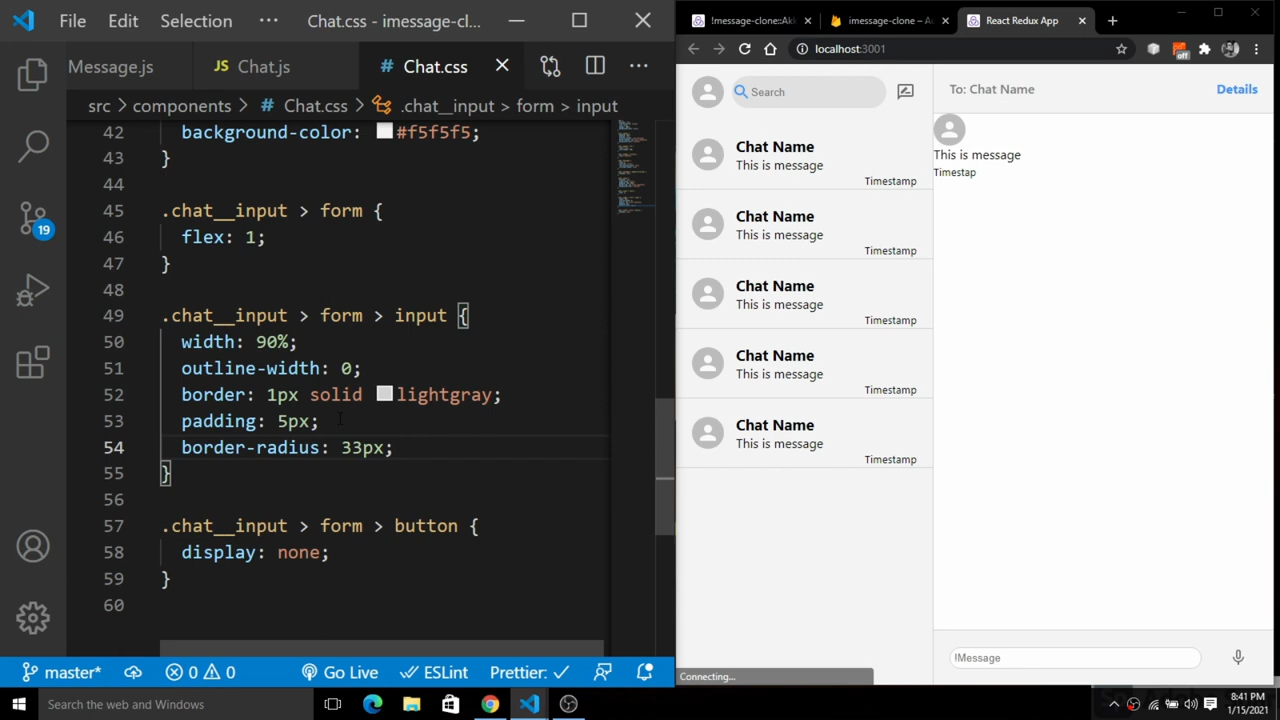 File Edit Selection ··· Chat.css - imessage-cl...
Message.js JS Chat.js # Chat.css
src > components > # Chat.css > .chat__input > form > input
42 background-color: #f5f5f5;
43 }
44
45 .chat__input > form {
46 flex: 1;
47 }
48
49 .chat__input > form > input {
50 width: 90%;
51 outline-width: 0;
52 border: 1px solid lightgray;
53 padding: 5px;
54 border-radius: 33px;
55 }
56
57 .chat__input > form > button {
58 display: none;
59 }
60
19
master* 0 0 Go Live ESLint Prettier:
!message-clone::Ak
imessage-clone – A
React Redux App
localhost:3001
off
Search
Chat Name
This is message
Timestamp
Chat Name
This is message
Timestamp
Chat Name
This is message
Timestamp
Chat Name
This is message
Timestamp
Chat Name
This is message
Timestamp
Connecting...
To: Chat Name Details
This is message
Timestap
!Message
Search the web and Windows
8:41 PM
1/15/2021